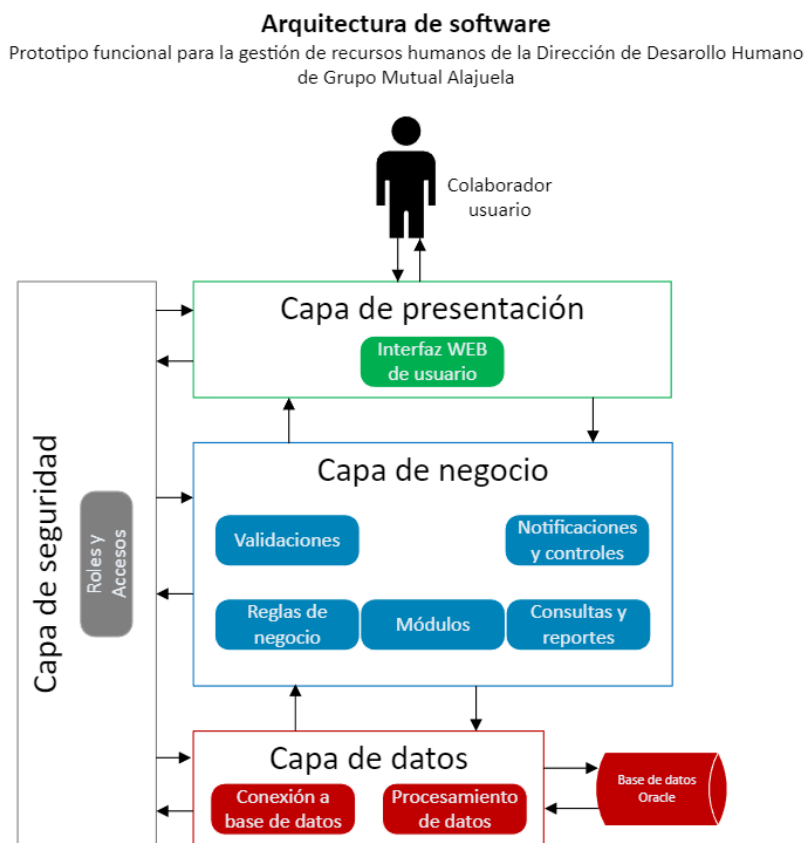 Arquitectura de software
Prototipo funcional para la gestión de recursos humanos de la Dirección de Desarollo Humano
de Grupo Mutual Alajuela
Colaborador
usuario
Capa de presentación
Interfaz WEB
de usuario
Capa de seguridad
Roles y
Accesos
Capa de negocio
Validaciones
Notificaciones
y controles
Reglas de
negocio
Módulos
Consultas y
reportes
Capa de datos
Conexión a
base de datos
Procesamiento
de datos
Base de datos
Oracle